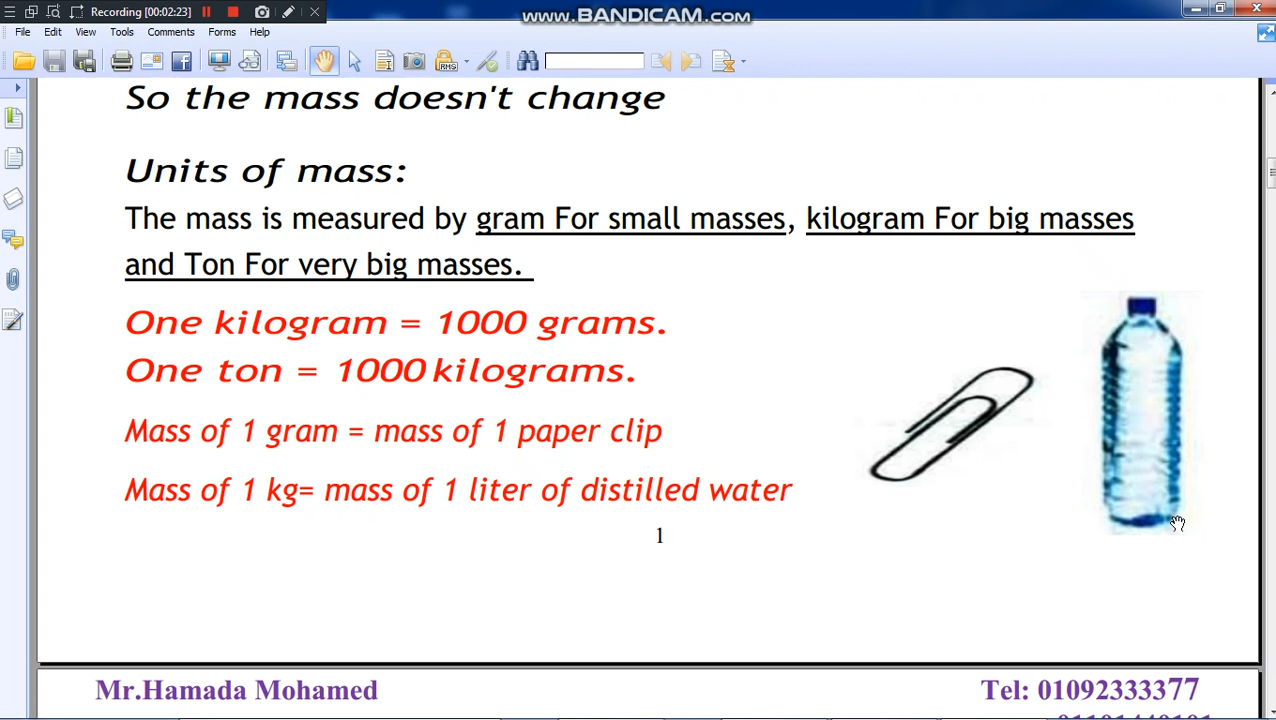 Recording [00:02:23]
www.BANDICAM.com
File Edit View Tools Comments Forms Help
RMS
So the mass doesn't change
Units of mass:
The mass is measured by gram For small masses, kilogram For big masses
and Ton For very big masses.
One kilogram = 1000 grams.
One ton = 1000 kilograms.
Mass of 1 gram = mass of 1 paper clip
Mass of 1 kg= mass of 1 liter of distilled water
1
Mr.Hamada Mohamed
Tel: 01092333377